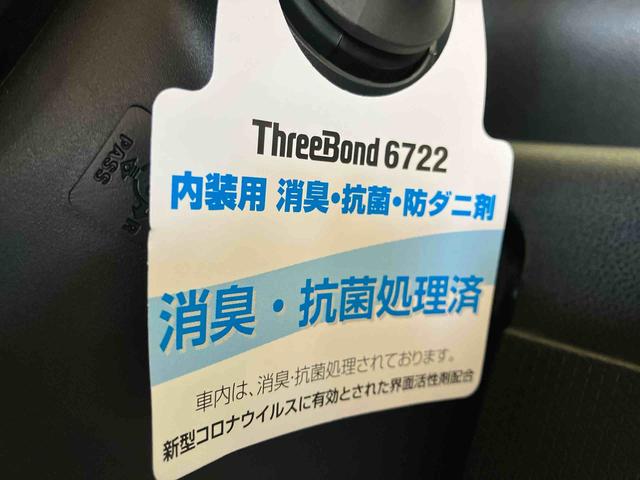 ThreeBond 6722
内装用 消臭・抗菌・防ダニ剤
消臭・抗菌処理済
車内は、消臭・抗菌処理されております。
新型コロナウイルスに有効とされた界面活性剤配合
PASS